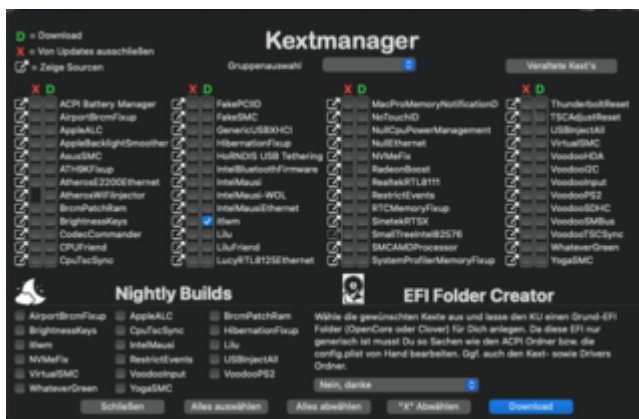 D = Download
X = Von Updates ausschließen
= Zeige Sourcen
Kextmanager
Gruppenauswahl
Veraltete Kext's
X D
X D
X D
X D
ACPI Battery Manager
AirportBrcmFixup
AppleALC
AppleBacklightSmoother
AsusSMC
ATH9KFixup
AtherosE2200Ethernet
AtherosWiFiInjector
BrcmPatchRam
BrightnessKeys
CodecCommander
CPUFriend
CpuTscSync
FakePCIID
FakeSMC
GenericUSBXHCI
HibernationFixup
HoRNDIS USB Tethering
IntelBluetoothFirmware
IntelMausi
IntelMausi-WOL
IntelMausiEthernet
itlwm
Lilu
LiluFriend
LucyRTL8125Ethernet
MacProMemoryNotificationD
NoTouchID
NullCpuPowerManagement
NullEthernet
NVMeFix
RadeonBoost
RealtekRTL8111
RestrictEvents
RTCMemoryFixup
SinetekRTSX
SmallTreeIntel82576
SMCAMDProcessor
SystemProfilerMemoryFixup
ThunderboltReset
TSCAdjustReset
USBInjectAll
VirtualSMC
VoodooHDA
VoodooI2C
VoodooInput
VoodooPS2
VoodooSDHC
VoodooSMBus
VoodooTSCSync
WhateverGreen
YogaSMC
Nightly Builds
AirportBrcmFixup
AppleALC
BrcmPatchRam
BrightnessKeys
CpuTscSync
HibernationFixup
itlwm
IntelMausi
Lilu
NVMeFix
RestrictEvents
USBInjectAll
VirtualSMC
VoodooInput
VoodooPS2
WhateverGreen
YogaSMC
EFI Folder Creator
Wähle die gewünschten Kexte aus und lasse den KU einen Grund-EFI
Folder (OpenCore oder Clover) für Dich anlegen. Da diese EFI nur
generisch ist musst Du so Sachen wie den ACPI Ordner bzw. die
config.plist von Hand bearbeiten. Ggf. auch den Kext- sowie Drivers
Ordner.
Nein, danke
Schließen
Alles auswählen
Alles abwählen
"X" Abwählen
Download